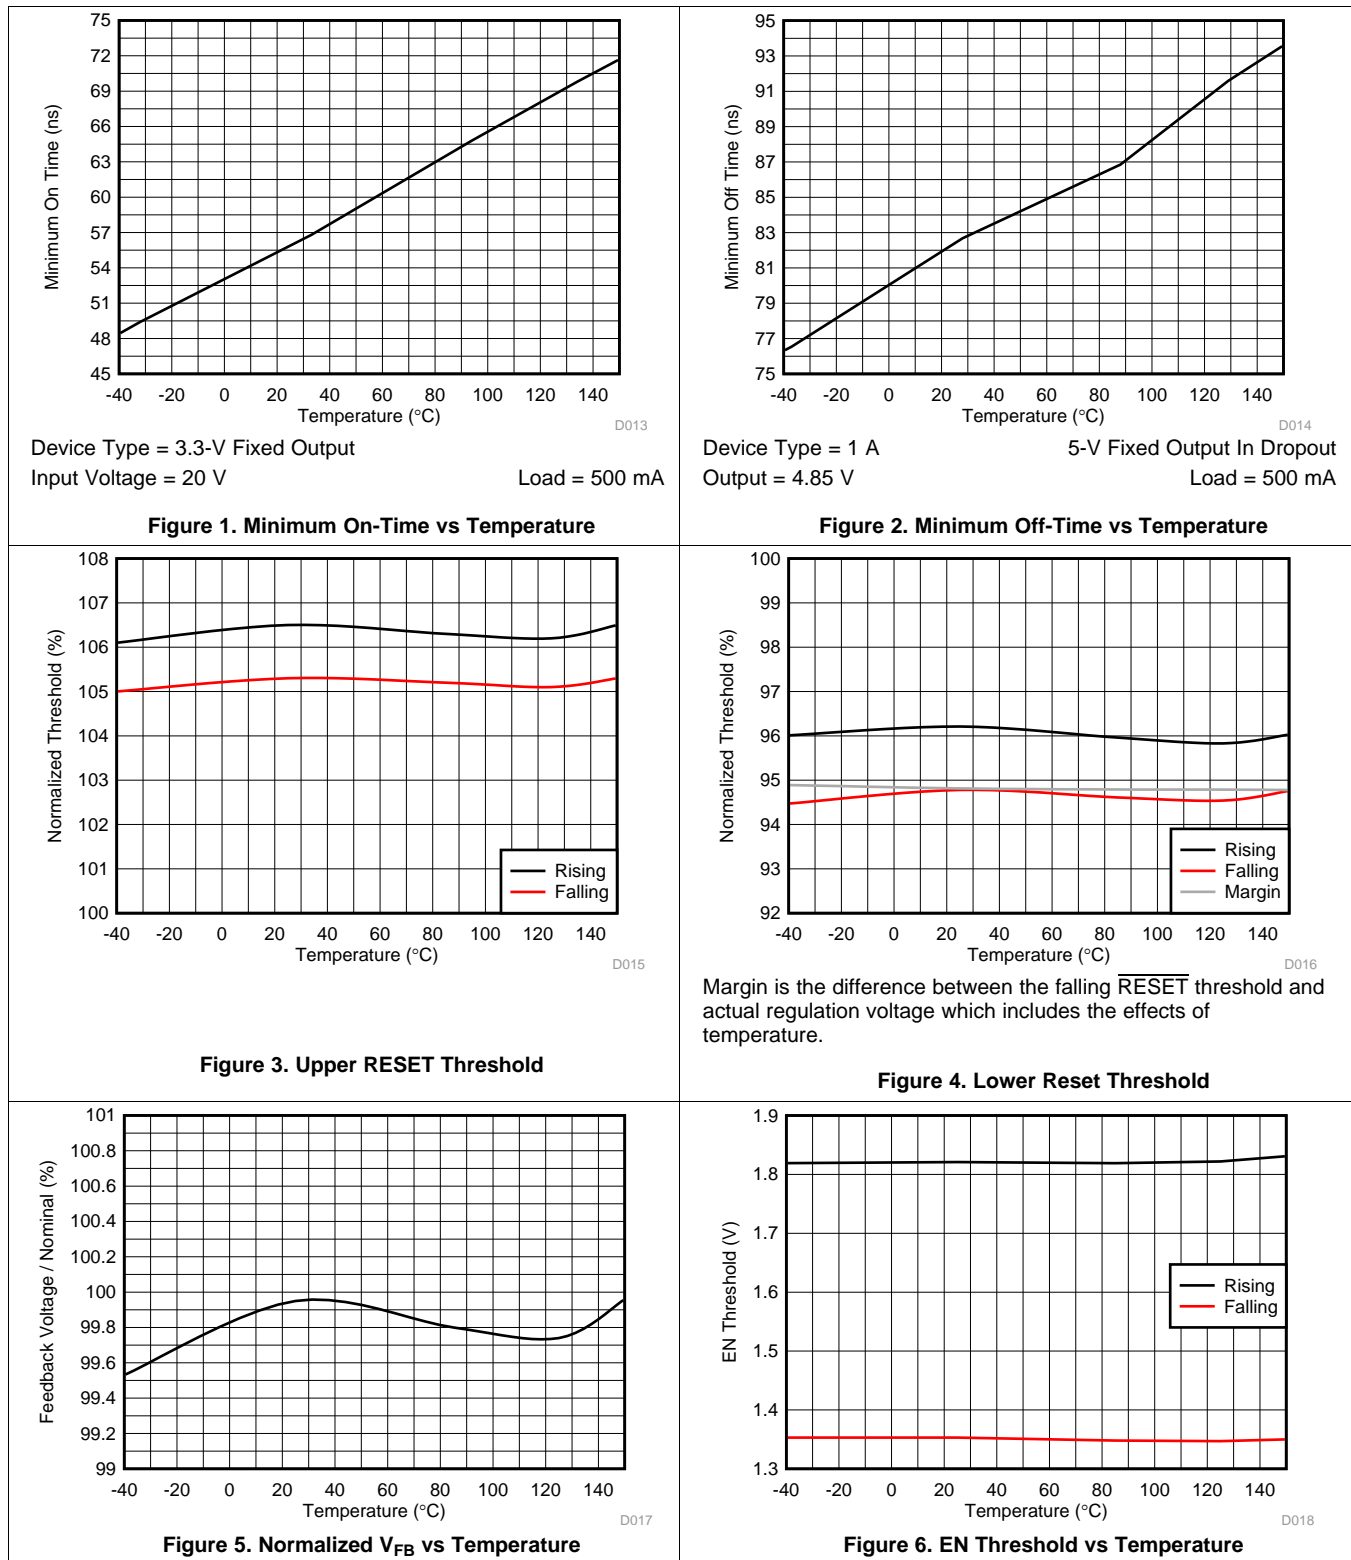 75
72
69
66
63
60
57
54
51
48
45
Minimum On Time (ns)
-40 -20 0 20 40 60 80 100 120 140
Temperature (°C)
D013
Device Type = 3.3-V Fixed Output
Input Voltage = 20 V Load = 500 mA
Figure 1. Minimum On-Time vs Temperature
95
93
91
89
87
85
83
81
79
77
75
Minimum Off Time (ns)
-40 -20 0 20 40 60 80 100 120 140
Temperature (°C)
D014
Device Type = 1 A 5-V Fixed Output In Dropout
Output = 4.85 V Load = 500 mA
Figure 2. Minimum Off-Time vs Temperature
108
107
106
105
104
103
102
101
100
Normalized Threshold (%)
Rising
Falling
-40 -20 0 20 40 60 80 100 120 140
Temperature (°C)
D015
Figure 3. Upper RESET Threshold
100
99
98
97
96
95
94
93
92
Normalized Threshold (%)
Rising
Falling
Margin
-40 -20 0 20 40 60 80 100 120 140
Temperature (°C)
D016
Margin is the difference between the falling RESET threshold and
actual regulation voltage which includes the effects of
temperature.
Figure 4. Lower Reset Threshold
101
100.8
100.6
100.4
100.2
100
99.8
99.6
99.4
99.2
99
Feedback Voltage / Nominal (%)
-40 -20 0 20 40 60 80 100 120 140
Temperature (°C)
D017
Figure 5. Normalized VFB vs Temperature
1.9
1.8
1.7
1.6
1.5
1.4
1.3
EN Threshold (V)
Rising
Falling
-40 -20 0 20 40 60 80 100 120 140
Temperature (°C)
D018
Figure 6. EN Threshold vs Temperature